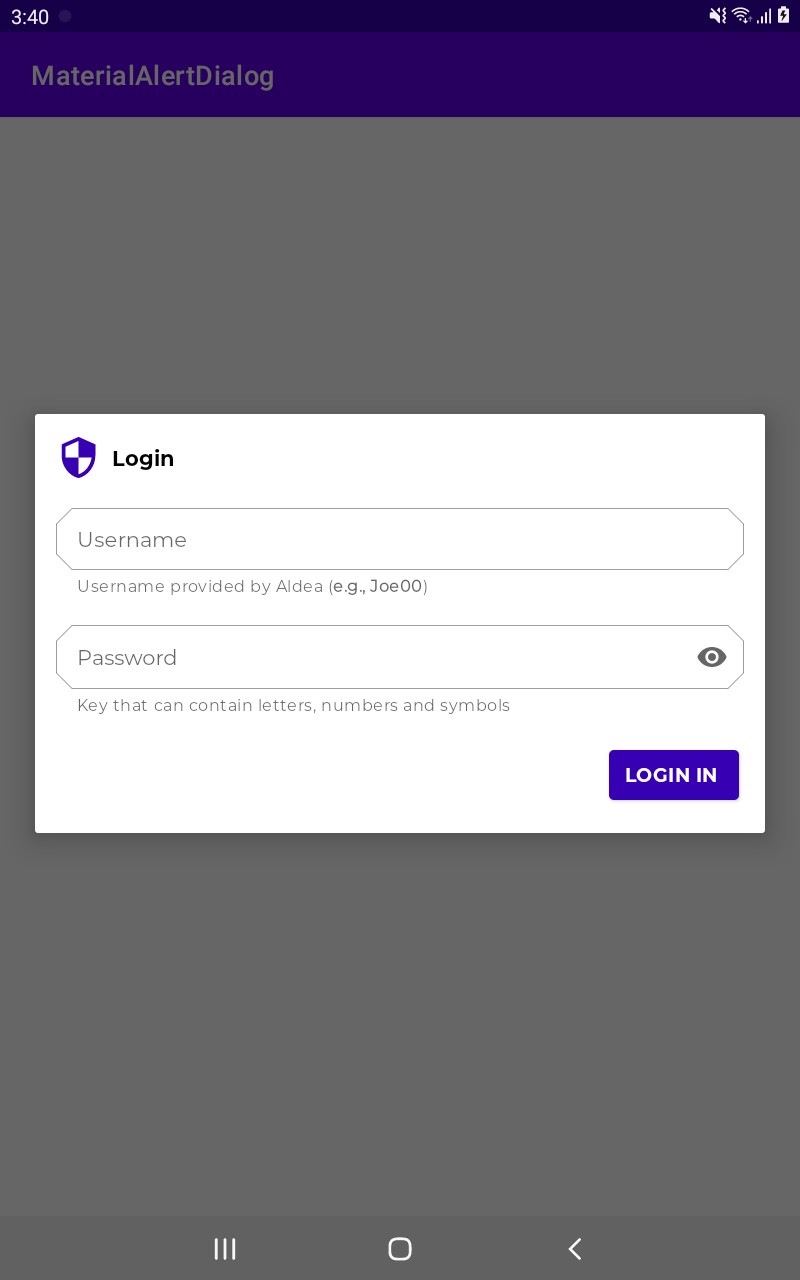 3:40
MaterialAlertDialog
Login
Username
Username provided by Aldea (e.g., Joe00)
Password
Key that can contain letters, numbers and symbols
LOGIN IN